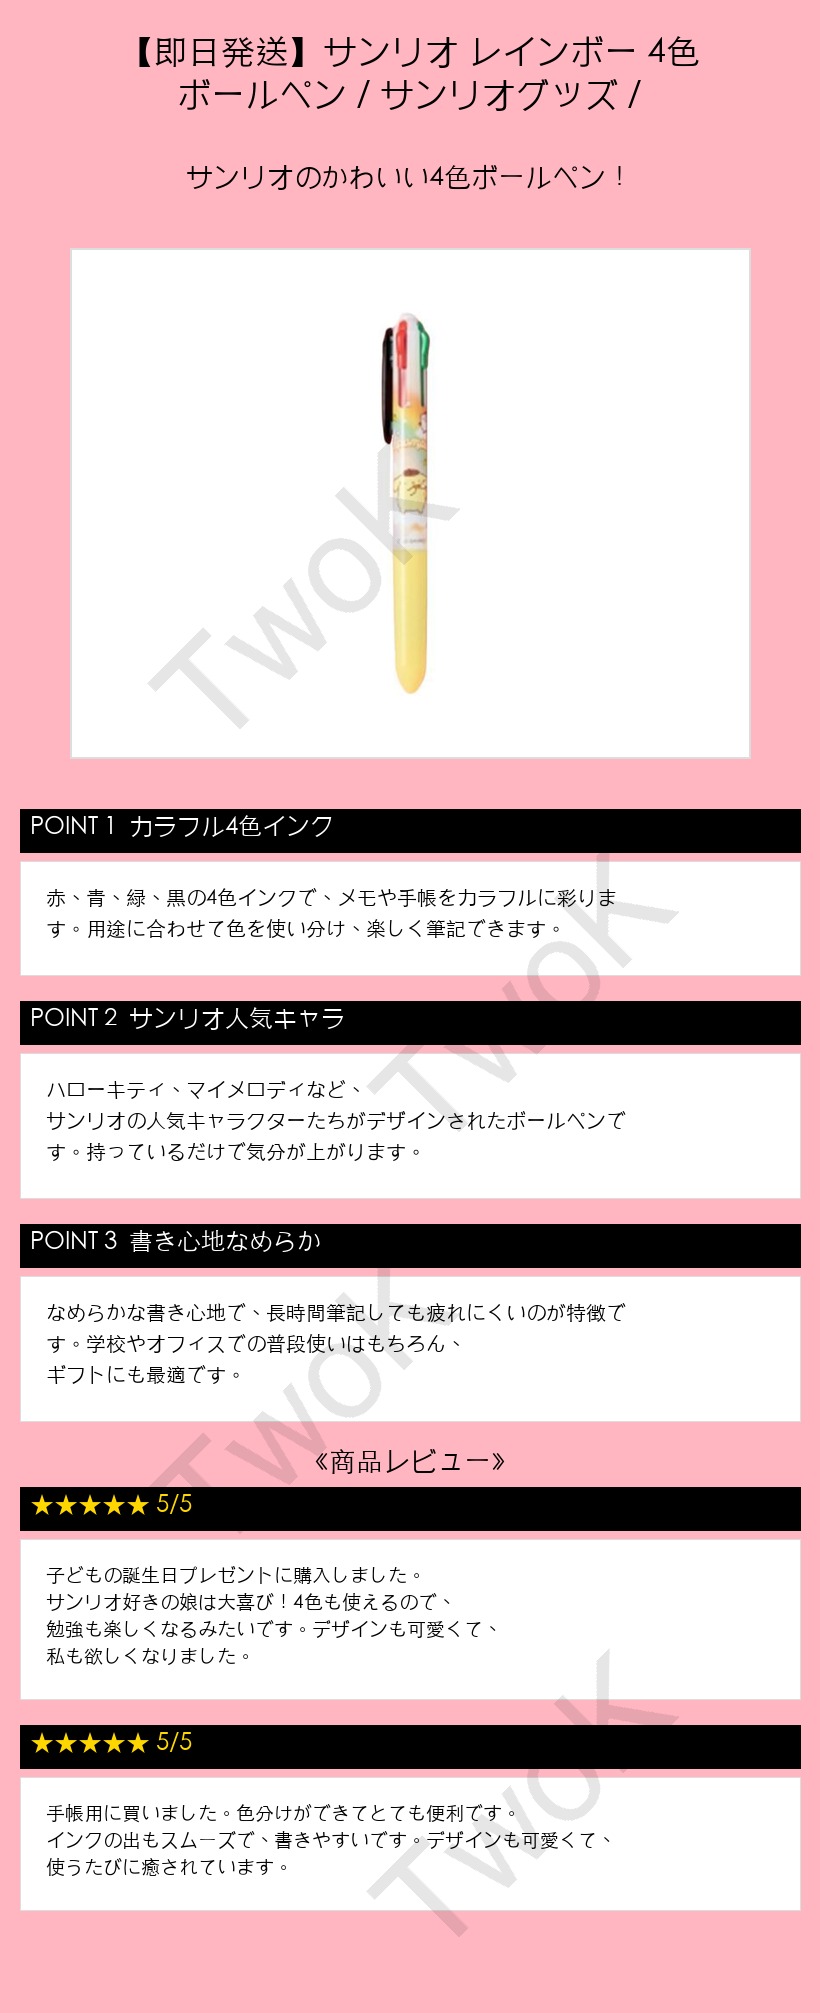 【即日発送】サンリオ レインボー 4色
ボールペン / サンリオグッズ /
サンリオのかわいい4色ボールペン！
TwoK
POINT 1 カラフル4色インク
赤、青、緑、黒の4色インクで、メモや手帳をカラフルに彩りま
す。用途に合わせて色を使い分け、楽しく筆記できます。
TwoK
POINT 2 サンリオ人気キャラ
ハローキティ、マイメロディなど、
サンリオの人気キャラクターたちがデザインされたボールペンで
す。持っているだけで気分が上がります。
POINT 3 書き心地なめらか
なめらかな書き心地で、長時間筆記しても疲れにくいのが特徴で
す。学校やオフィスでの普段使いはもちろん、
ギフトにも最適です。
TwoK
《商品レビュー》
★★★★★ 5/5
子どもの誕生日プレゼントに購入しました。
サンリオ好きの娘は大喜び！4色も使えるので、
勉強も楽しくなるみたいです。デザインも可愛くて、
私も欲しくなりました。
★★★★★ 5/5
手帳用に買いました。色分けができてとても便利です。
インクの出もスムーズで、書きやすいです。デザインも可愛くて、
使うたびに癒されています。
TwoK